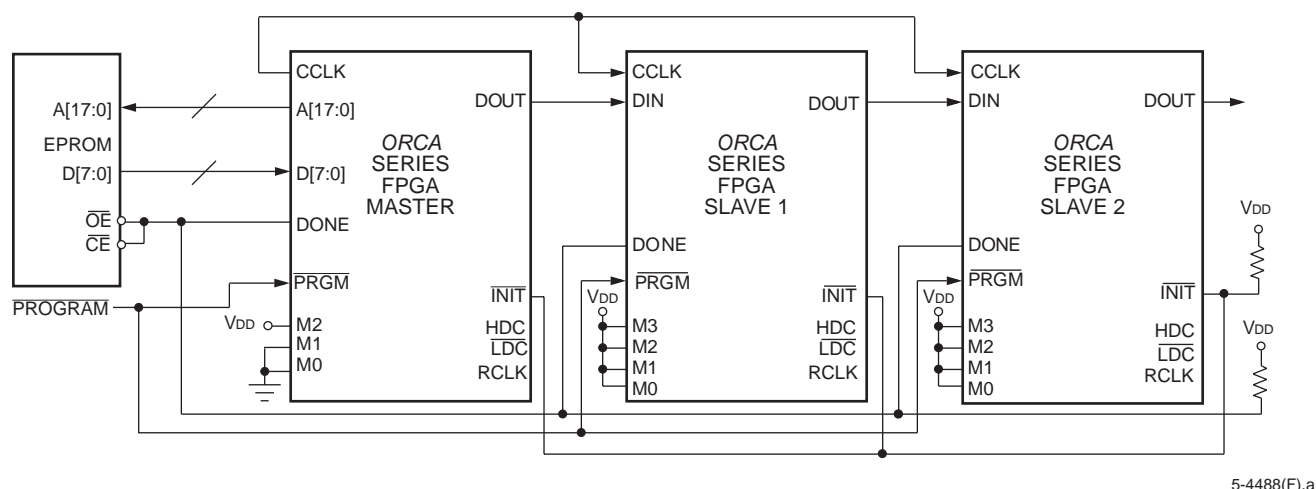 A[17:0]
EPROM
D[7:0]
OE
CE
PROGRAM
CCLK
A[17:0]
D[7:0]
DONE
PRGM
VDD
M2
M1
M0
DOUT
ORCA
SERIES
FPGA
MASTER
INIT
HDC
LDC
RCLK
CCLK
DIN
DOUT
ORCA
SERIES
FPGA
SLAVE 1
DONE
PRGM
VDD
M3
M2
M1
M0
INIT
HDC
LDC
RCLK
CCLK
DIN
DOUT
ORCA
SERIES
FPGA
SLAVE 2
DONE
PRGM
VDD
M3
M2
M1
M0
INIT
HDC
LDC
RCLK
VDD
VDD
5-4488(F).a